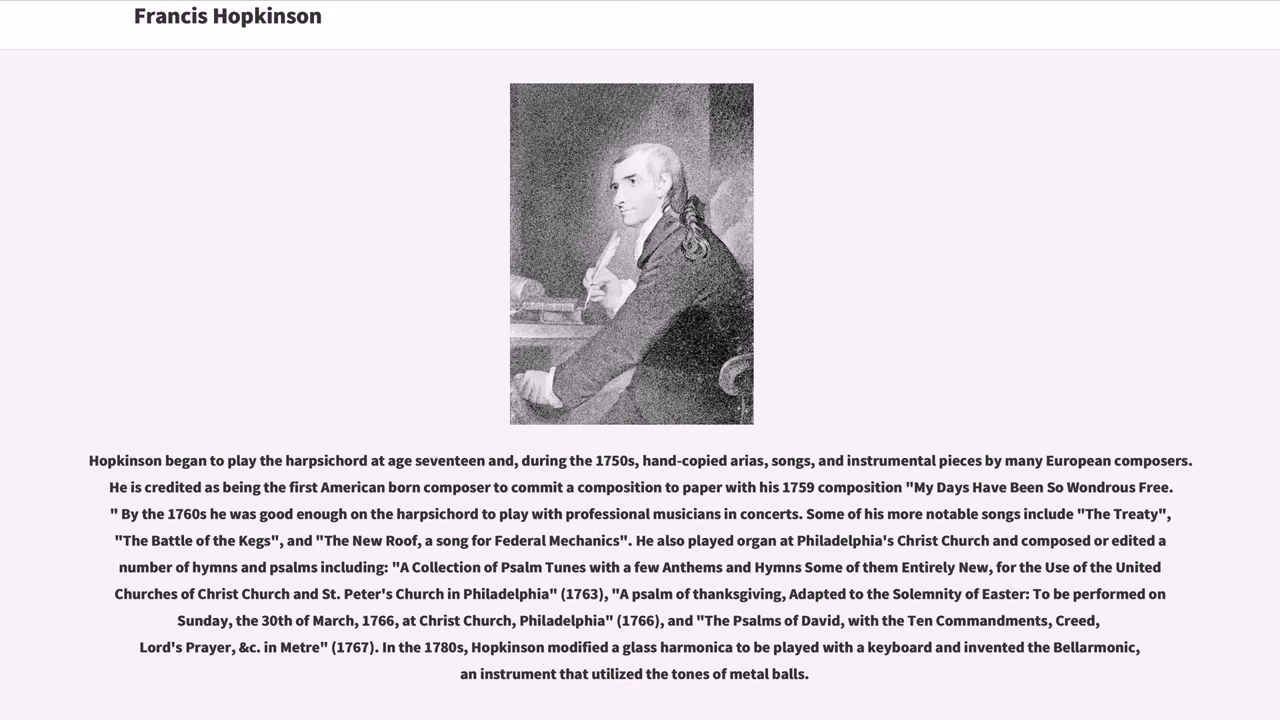 Francis Hopkinson
Hopkinson began to play the harpsichord at age seventeen and, during the 1750s, hand-copied arias, songs, and instrumental pieces by many European composers.
He is credited as being the first American born composer to commit a composition to paper with his 1759 composition "My Days Have Been So Wondrous Free.
" By the 1760s he was good enough on the harpsichord to play with professional musicians in concerts. Some of his more notable songs include "The Treaty",
"The Battle of the Kegs", and "The New Roof, a song for Federal Mechanics". He also played organ at Philadelphia's Christ Church and composed or edited a
number of hymns and psalms including: "A Collection of Psalm Tunes with a few Anthems and Hymns Some of them Entirely New, for the Use of the United
Churches of Christ Church and St. Peter's Church in Philadelphia" (1763), "A psalm of thanksgiving, Adapted to the Solemnity of Easter: To be performed on
Sunday, the 30th of March, 1766, at Christ Church, Philadelphia" (1766), and "The Psalms of David, with the Ten Commandments, Creed,
Lord's Prayer, &c. in Metre" (1767). In the 1780s, Hopkinson modified a glass harmonica to be played with a keyboard and invented the Bellarmonic,
an instrument that utilized the tones of metal balls.